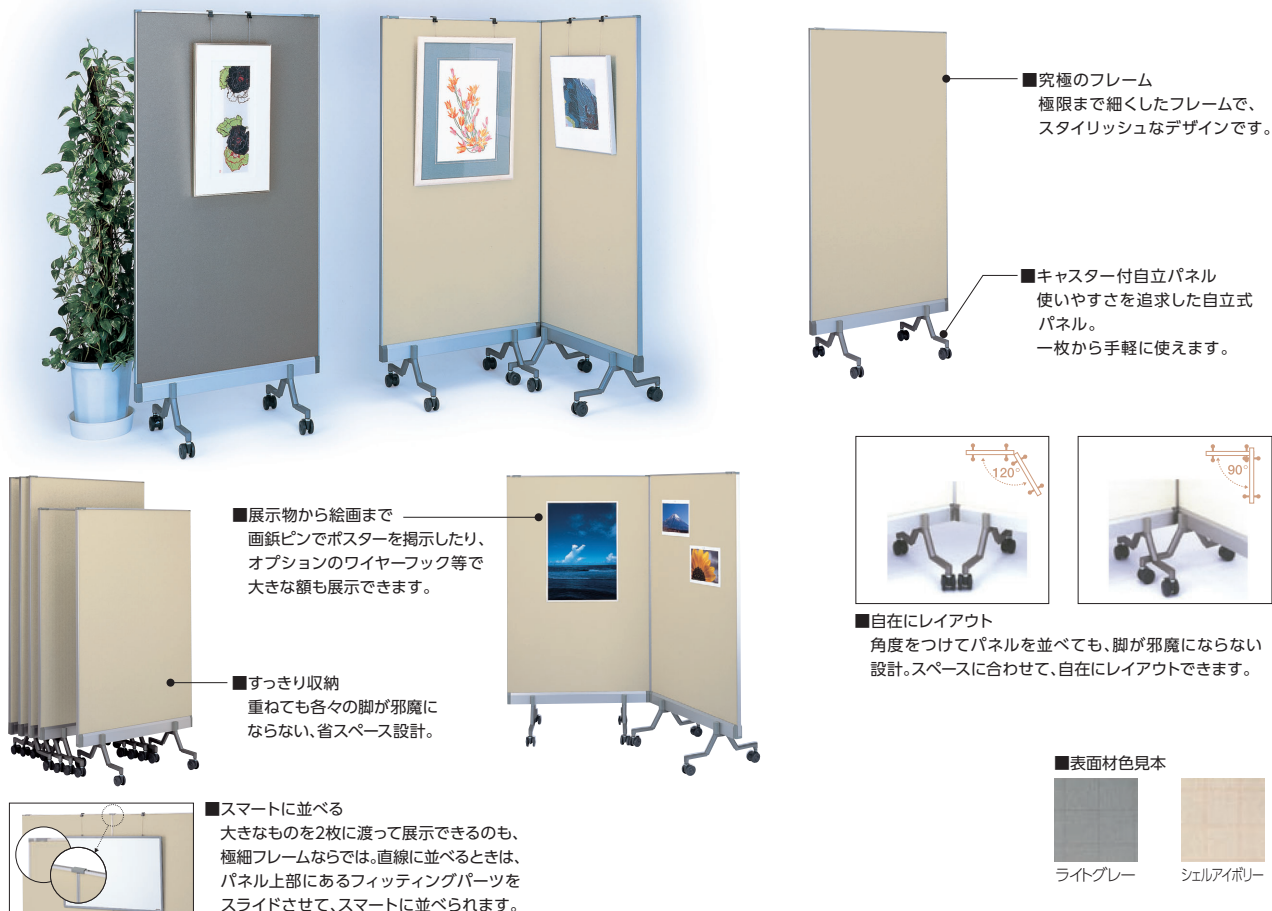 ■究極のフレーム
極限まで細くしたフレームで、
スタイリッシュなデザインです。
■キャスター付自立パネル
使いやすさを追求した自立式
パネル。
一枚から手軽に使えます。
■展示物から絵画まで
画鋲ピンでポスターを掲示したり、
オプションのワイヤーフック等で
大きな額も展示できます。
■すっきり収納
重ねても各々の脚が邪魔に
ならない、省スペース設計。
120°
90°
■自在にレイアウト
角度をつけてパネルを並べても、脚が邪魔にならない
設計。スペースに合わせて、自在にレイアウトできます。
■スマートに並べる
大きなものを2枚に渡って展示できるのも、
極細フレームならでは。直線に並べるときは、
パネル上部にあるフィッティングパーツを
スライドさせて、スマートに並べられます。
■表面材色見本
ライトグレー
シェルアイボリー